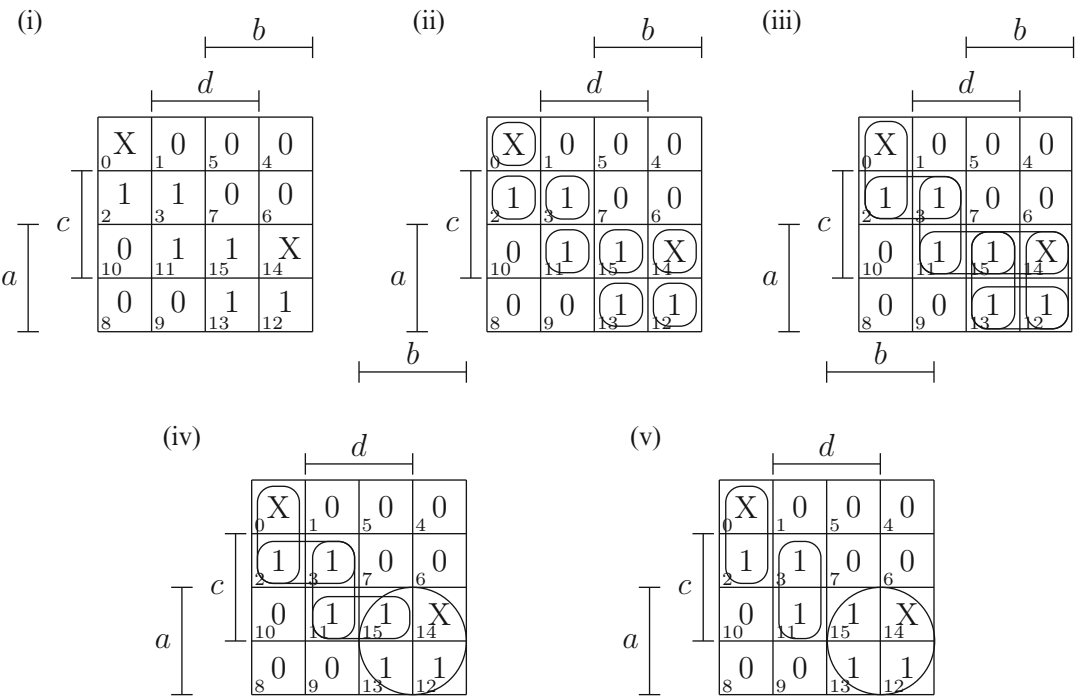 (i) (ii) (iii)
b b b
d d d
X 0 0 0
0 1 5 4
1 1 0 0
2 3 7 6
0 1 1 X
10 11 15 14
0 0 1 1
8 9 13 12
c
a
X 0 0 0
0 1 5 4
1 1 0 0
2 3 7 6
0 1 1 X
10 11 15 14
0 0 1 1
8 9 13 12
c
a
X 0 0 0
0 1 5 4
1 1 0 0
2 3 7 6
0 1 1 X
10 11 15 14
0 0 1 1
8 9 13 12
c
a
(iv) (v)
b b
d d
X 0 0 0
0 1 5 4
1 1 0 0
2 3 7 6
0 1 1 X
10 11 15 14
0 0 1 1
8 9 13 12
c
a
X 0 0 0
0 1 5 4
1 1 0 0
2 3 7 6
0 1 1 X
10 11 15 14
0 0 1 1
8 9 13 12
c
a